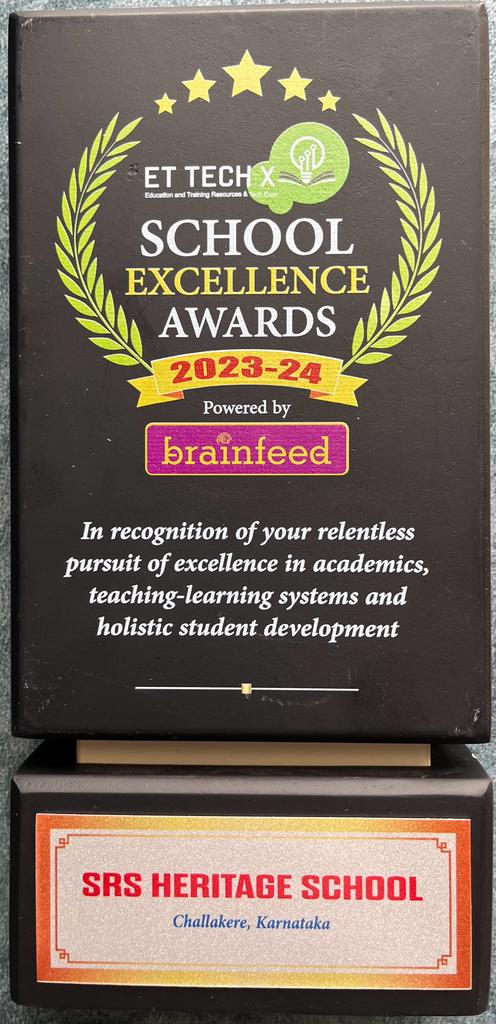 ET TECH X
Education and Training Resources & Tech Expo
SCHOOL
EXCELLENCE
AWARDS
2023-24
Powered by
brainfeed
In recognition of your relentless
pursuit of excellence in academics,
teaching-learning systems and
holistic student development
SRS HERITAGE SCHOOL
Challakere, Karnataka